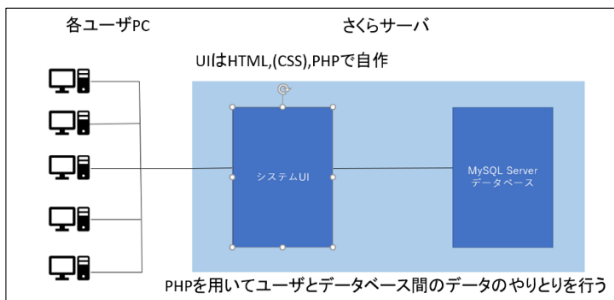 各ユーザPC
さくらサーバ
UIはHTML,(CSS),PHPで自作
システムUI
MySQL Server
データベース
PHPを用いてユーザとデータベース間のデータのやりとりを行う